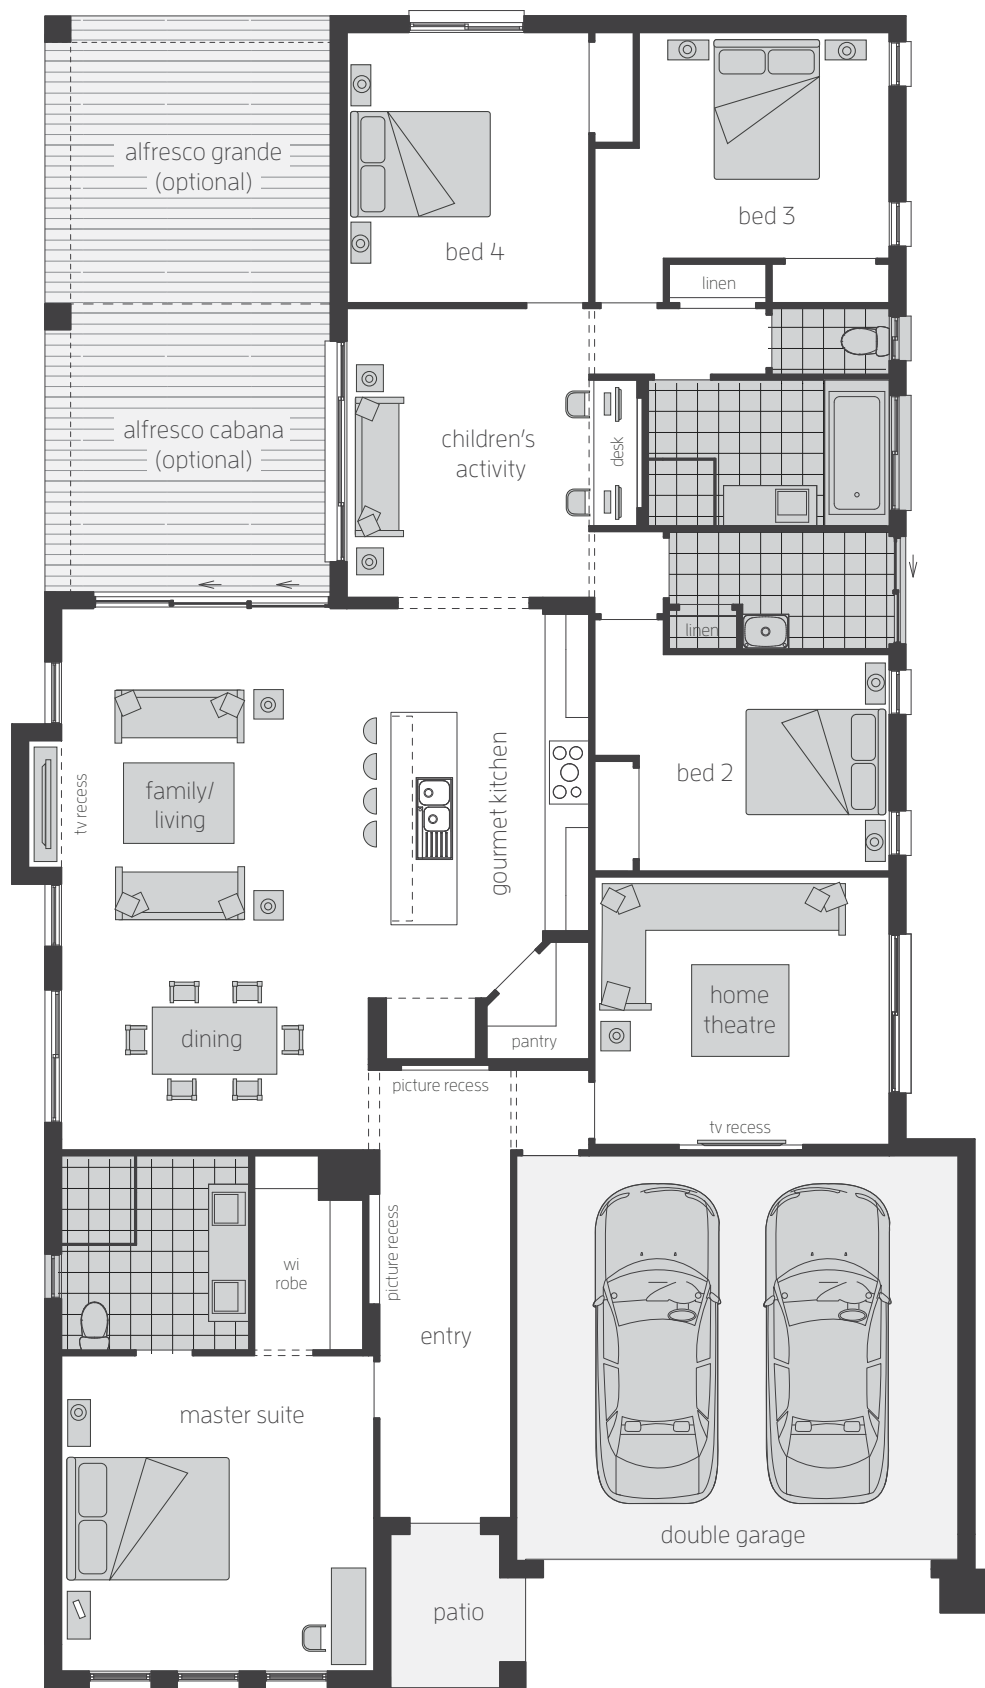 alfresco grande
(optional)
bed 4
bed 3
linen
alfresco cabana
(optional)
children's
activity
desk
linen
tv recess
family/
living
gourmet kitchen
bed 2
dining
pantry
home
theatre
picture recess
tv recess
wi
robe
picture recess
entry
master suite
double garage
patio